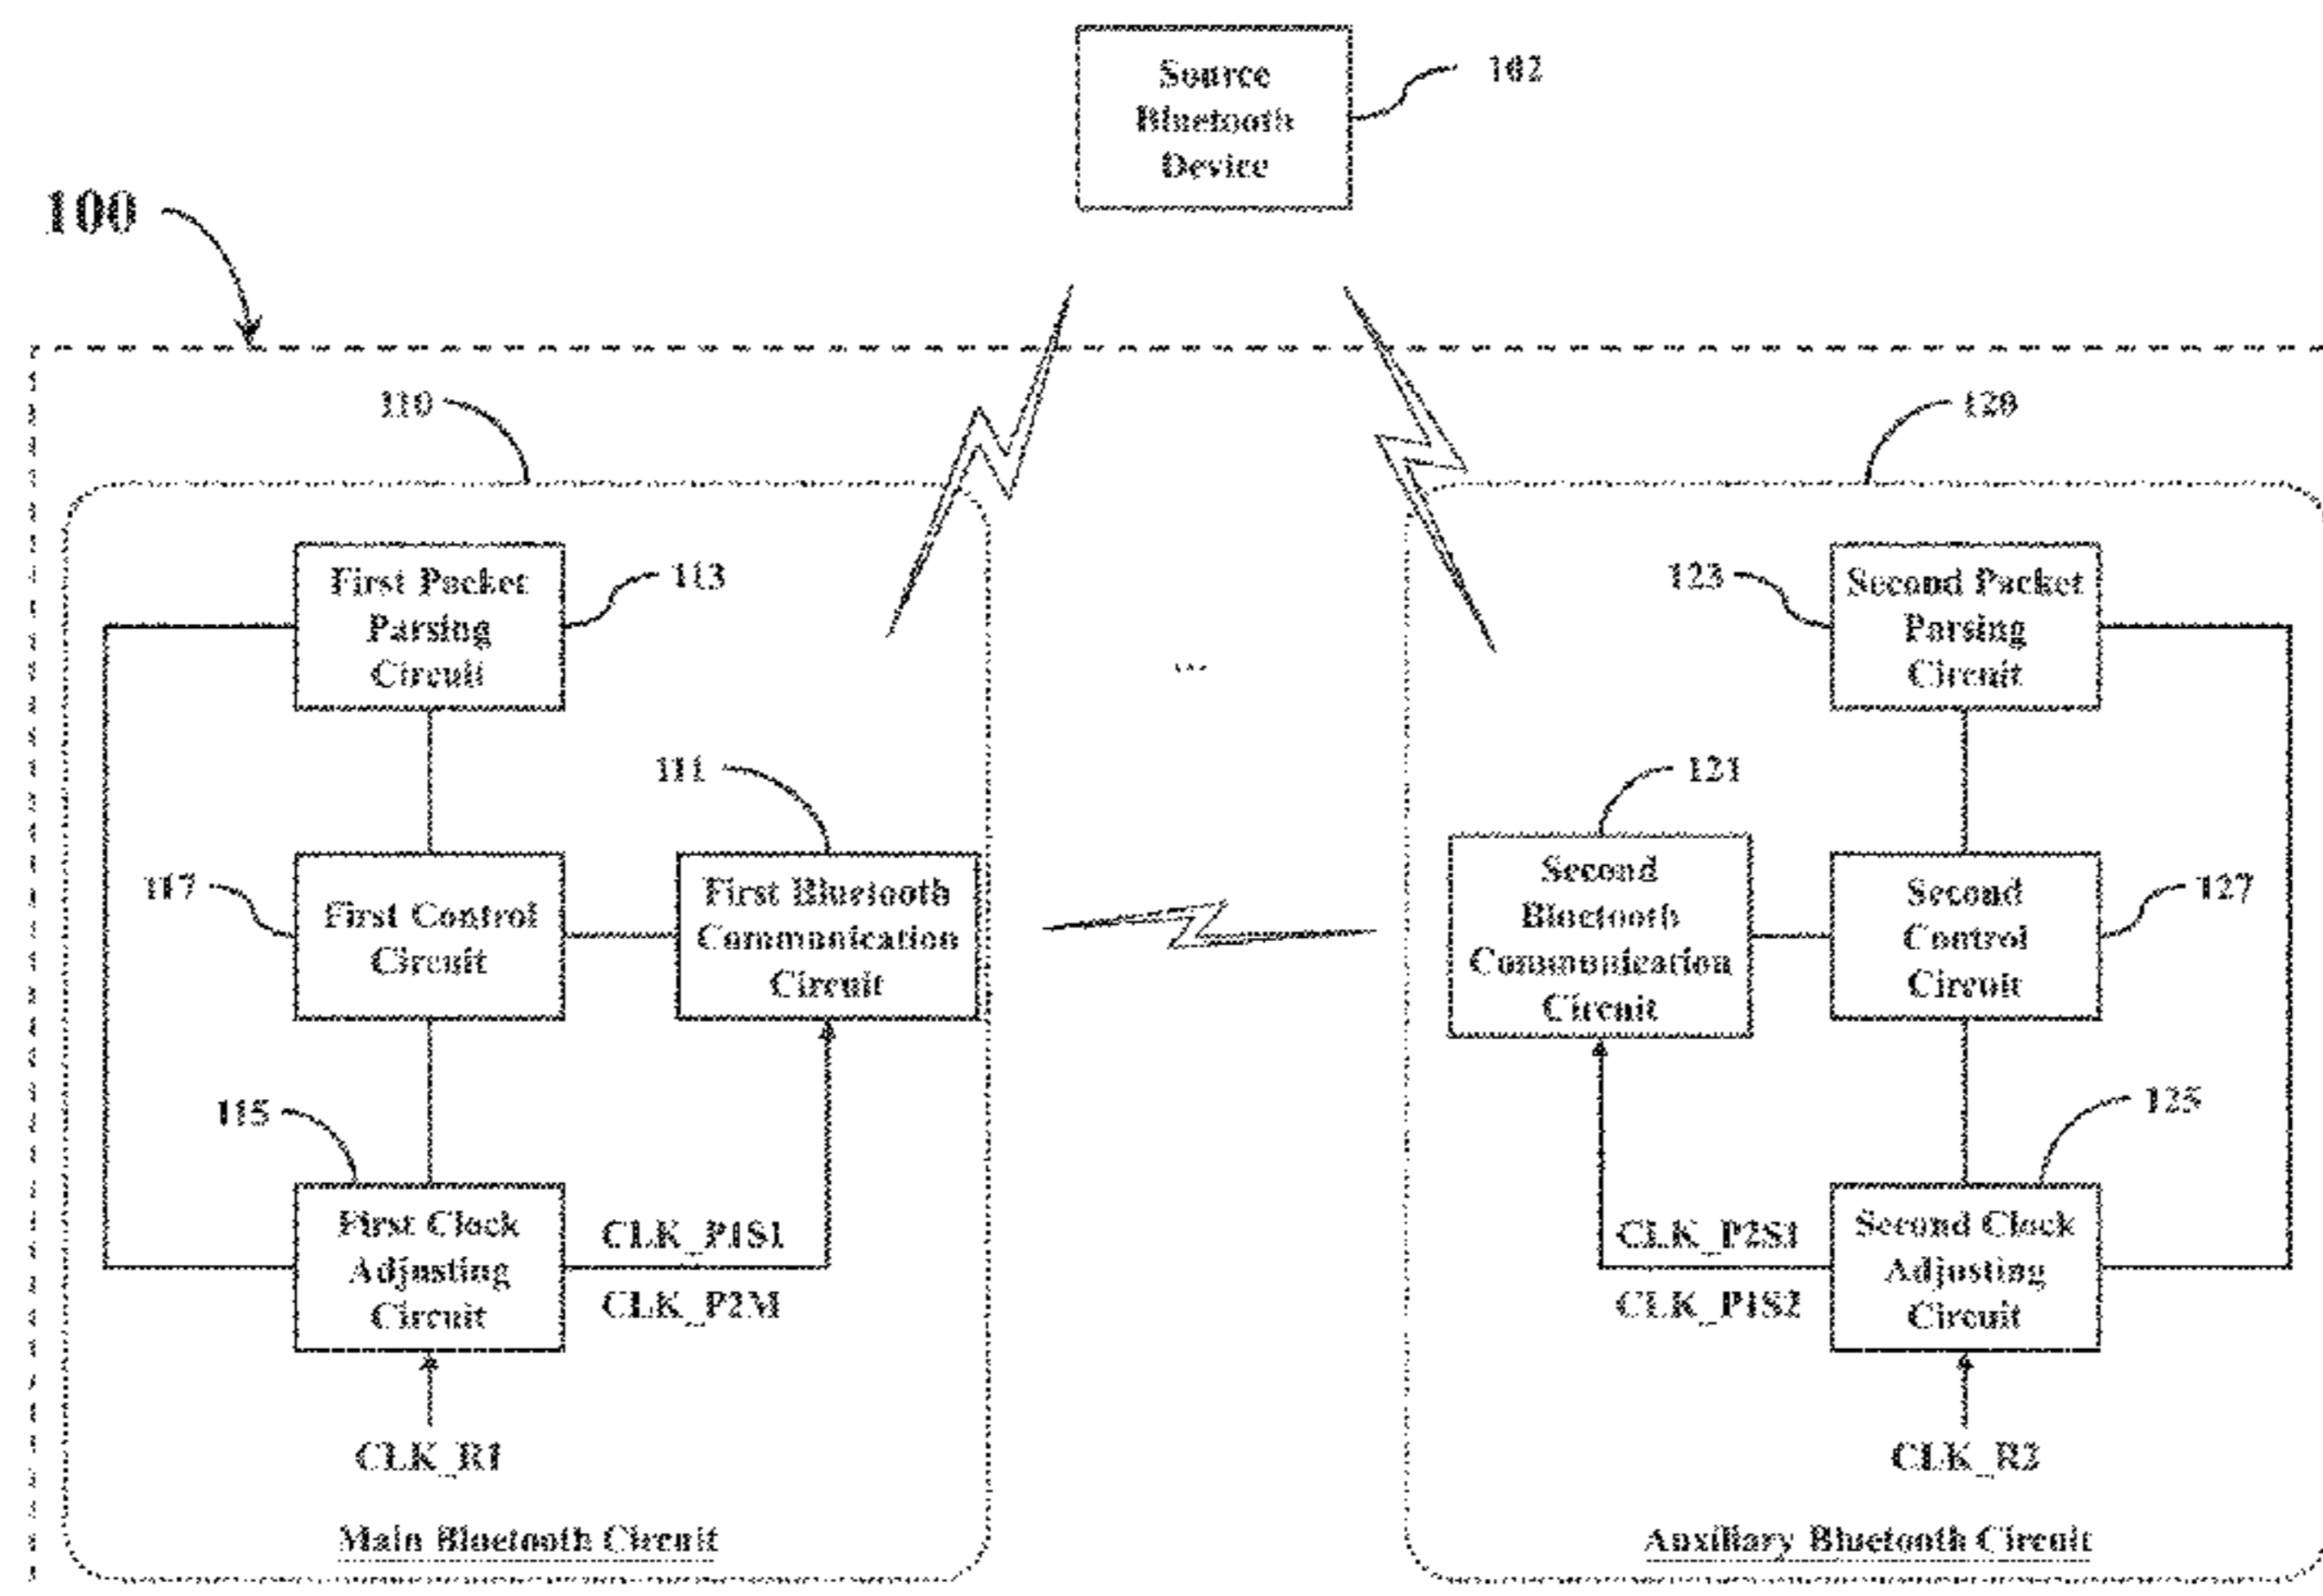 Source
Bluetooth
Device
102
100
110
120
First Packet
Parsing
Circuit
113
123
Second Packet
Parsing
Circuit
...
111
121
117
First Control
Circuit
First Bluetooth
Communication
Circuit
Second
Bluetooth
Communication
Circuit
Second
Control
Circuit
127
115
125
First Clock
Adjusting
Circuit
CLK_P1S1
CLK_P2M
CLK_P2S1
CLK_P1S2
Second Clock
Adjusting
Circuit
CLK_R1
CLK_R2
Main Bluetooth Circuit
Auxiliary Bluetooth Circuit